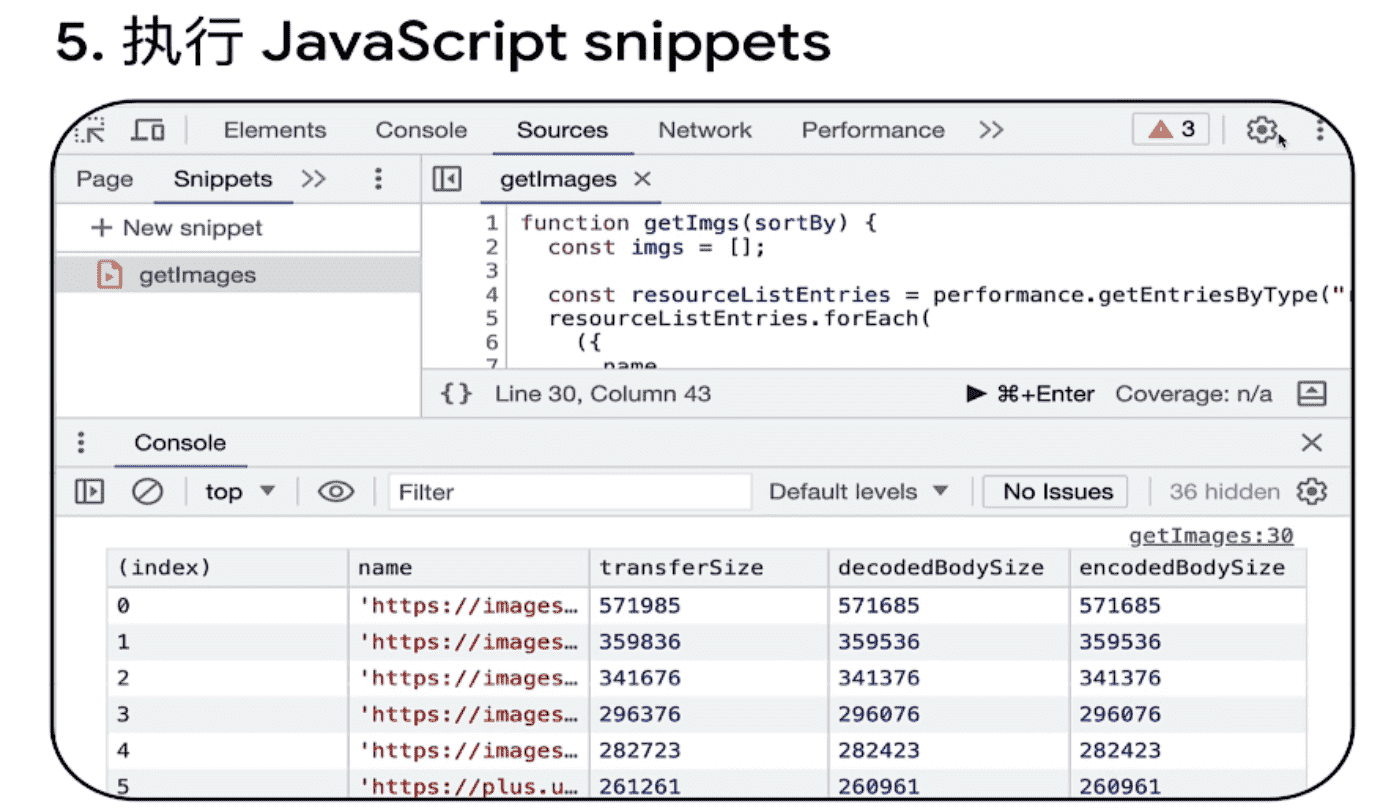 5. 执行 JavaScript snippets
Elements Console Sources Network Performance >> 3
Page Snippets >> getImages ×
+ New snippet
getImages
1 function getImgs(sortBy) {
2 const imgs = [];
3
4 const resourceListEntries = performance.getEntriesByType("
5 resourceListEntries.forEach(
6 ({
7 name
{} Line 30, Column 43 ▶ ⌘+Enter Coverage: n/a
Console ×
top ▼ Filter Default levels ▼ No Issues 36 hidden
getImages:30
(index) name transferSize decodedBodySize encodedBodySize
0 'https://images… 571985 571685 571685
1 'https://images… 359836 359536 359536
2 'https://images… 341676 341376 341376
3 'https://images… 296376 296076 296076
4 'https://images… 282723 282423 282423
5 'https://plus.u… 261261 260961 260961